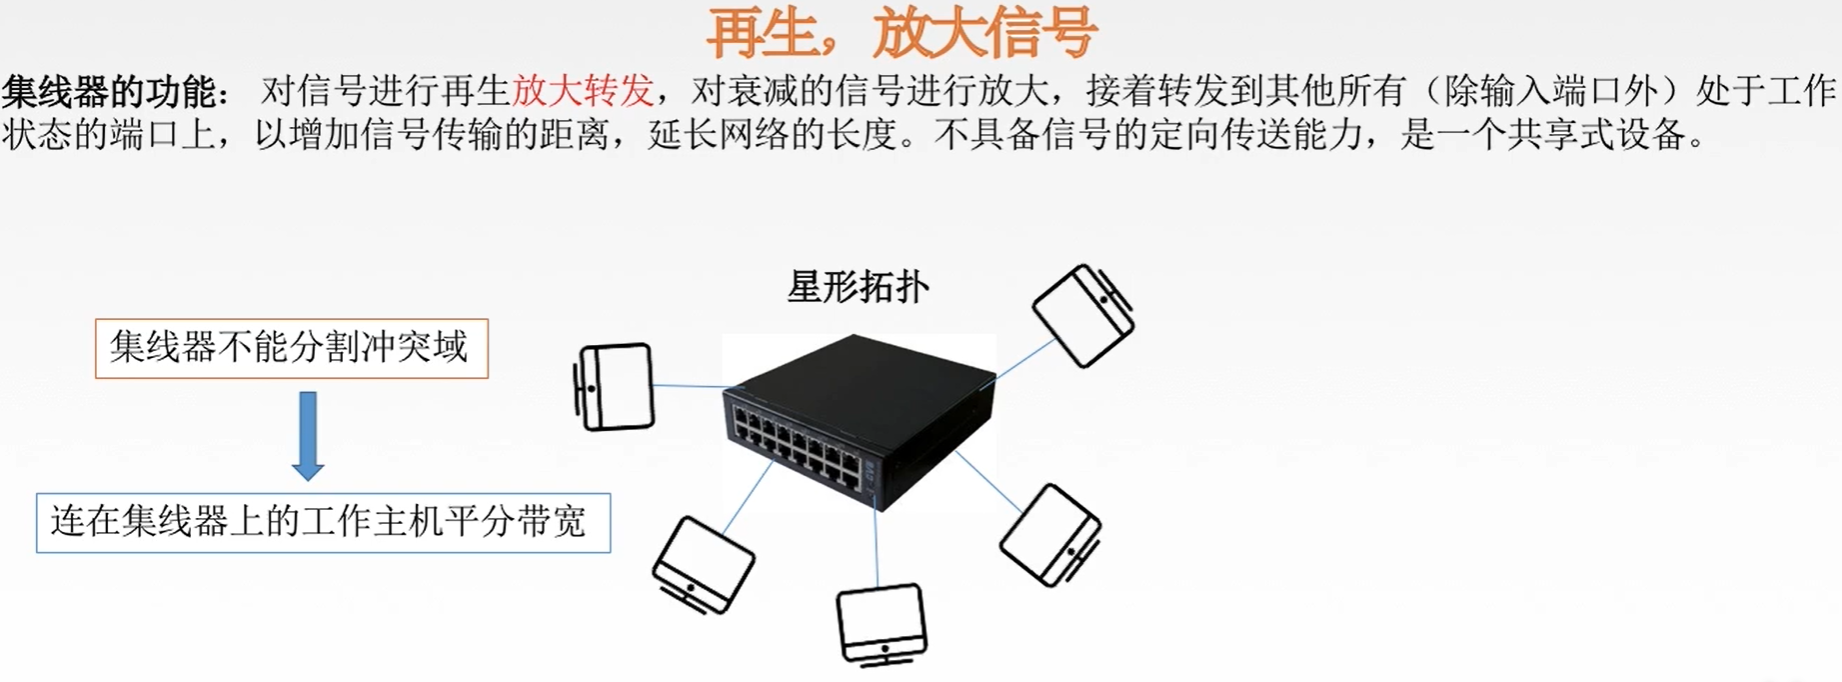 再生，放大信号
集线器的功能： 对信号进行再生放大转发，对衰减的信号进行放大，接着转发到其他所有（除输入端口外）处于工作
状态的端口上，以增加信号传输的距离，延长网络的长度。不具备信号的定向传送能力，是一个共享式设备。
星形拓扑
集线器不能分割冲突域
连在集线器上的工作主机平分带宽